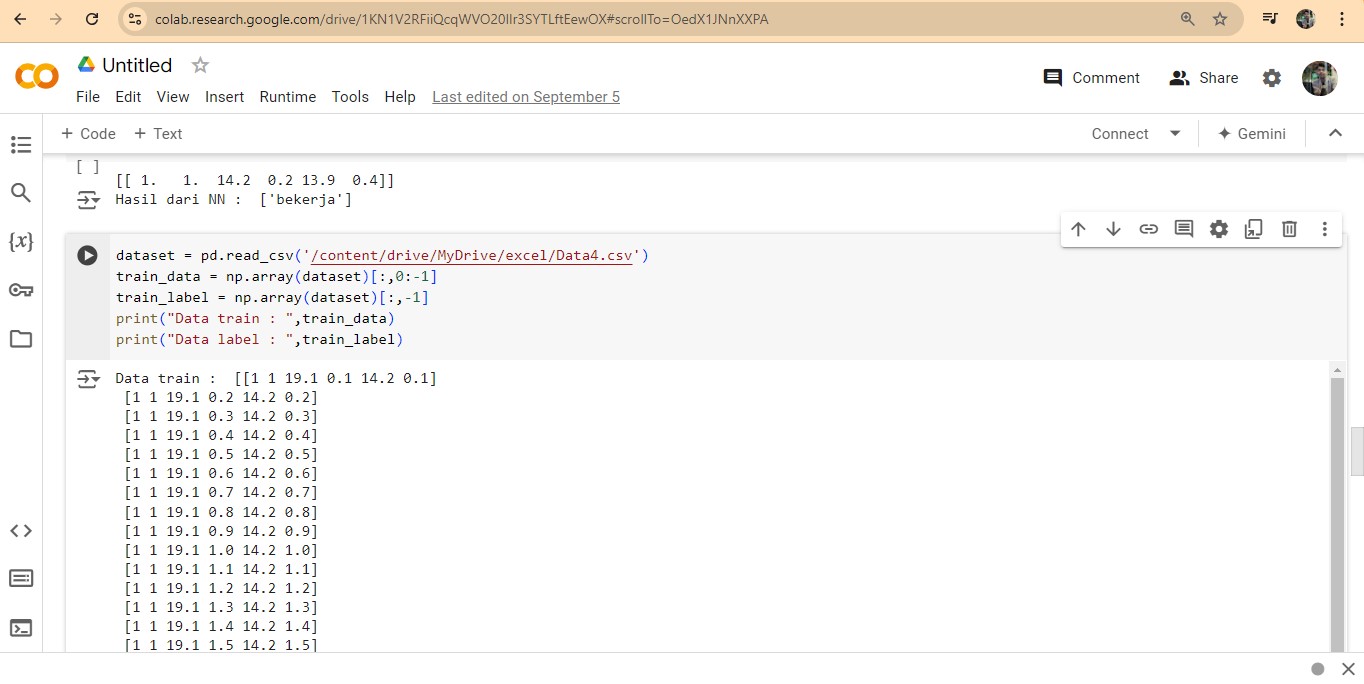 colab.research.google.com/drive/1KN1V2RFiiQcqWVO20IIr3SYTLftEewOX#scrollTo=OedX1JNnXXPA
Untitled
File Edit View Insert Runtime Tools Help Last edited on September 5
Comment Share
+ Code + Text
Connect Gemini
[ ]
[[ 1. 1. 14.2 0.2 13.9 0.4]]
Hasil dari NN : ['bekerja']
{x}
dataset = pd.read_csv('/content/drive/MyDrive/excel/Data4.csv')
train_data = np.array(dataset)[:,0:-1]
train_label = np.array(dataset)[:,-1]
print("Data train : ",train_data)
print("Data label : ",train_label)
Data train : [[1 1 19.1 0.1 14.2 0.1]
[1 1 19.1 0.2 14.2 0.2]
[1 1 19.1 0.3 14.2 0.3]
[1 1 19.1 0.4 14.2 0.4]
[1 1 19.1 0.5 14.2 0.5]
[1 1 19.1 0.6 14.2 0.6]
[1 1 19.1 0.7 14.2 0.7]
[1 1 19.1 0.8 14.2 0.8]
[1 1 19.1 0.9 14.2 0.9]
[1 1 19.1 1.0 14.2 1.0]
[1 1 19.1 1.1 14.2 1.1]
[1 1 19.1 1.2 14.2 1.2]
[1 1 19.1 1.3 14.2 1.3]
[1 1 19.1 1.4 14.2 1.4]
[1 1 19.1 1.5 14.2 1.5]